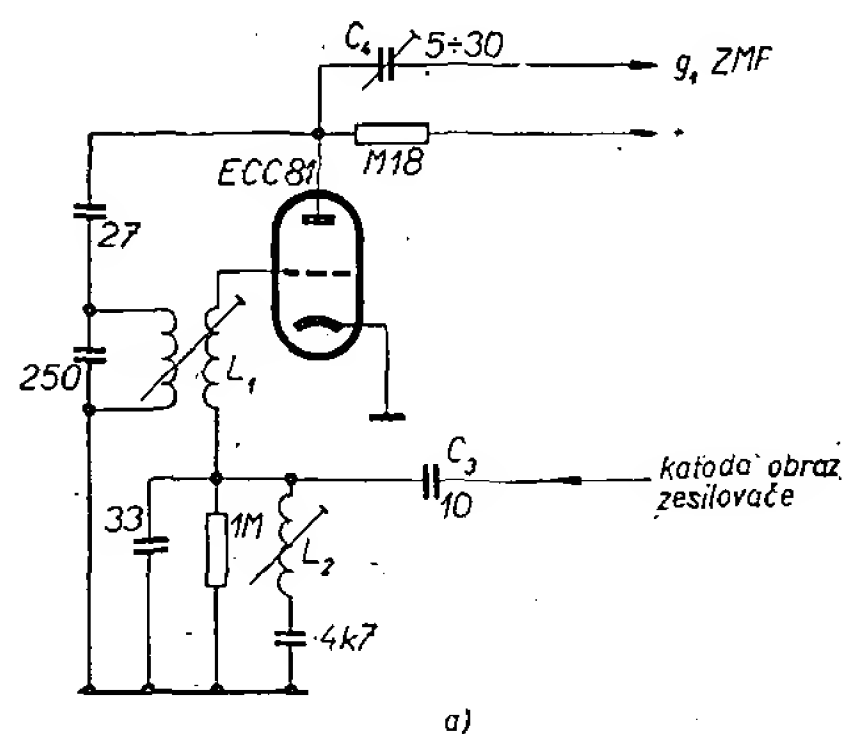 C₄ 5÷30
g₁ ZMF
+
M18
ECC81
27
250
L₁
C₃
10
katoda obraz.
zesilovače
33
1M
L₂
4k7
a)